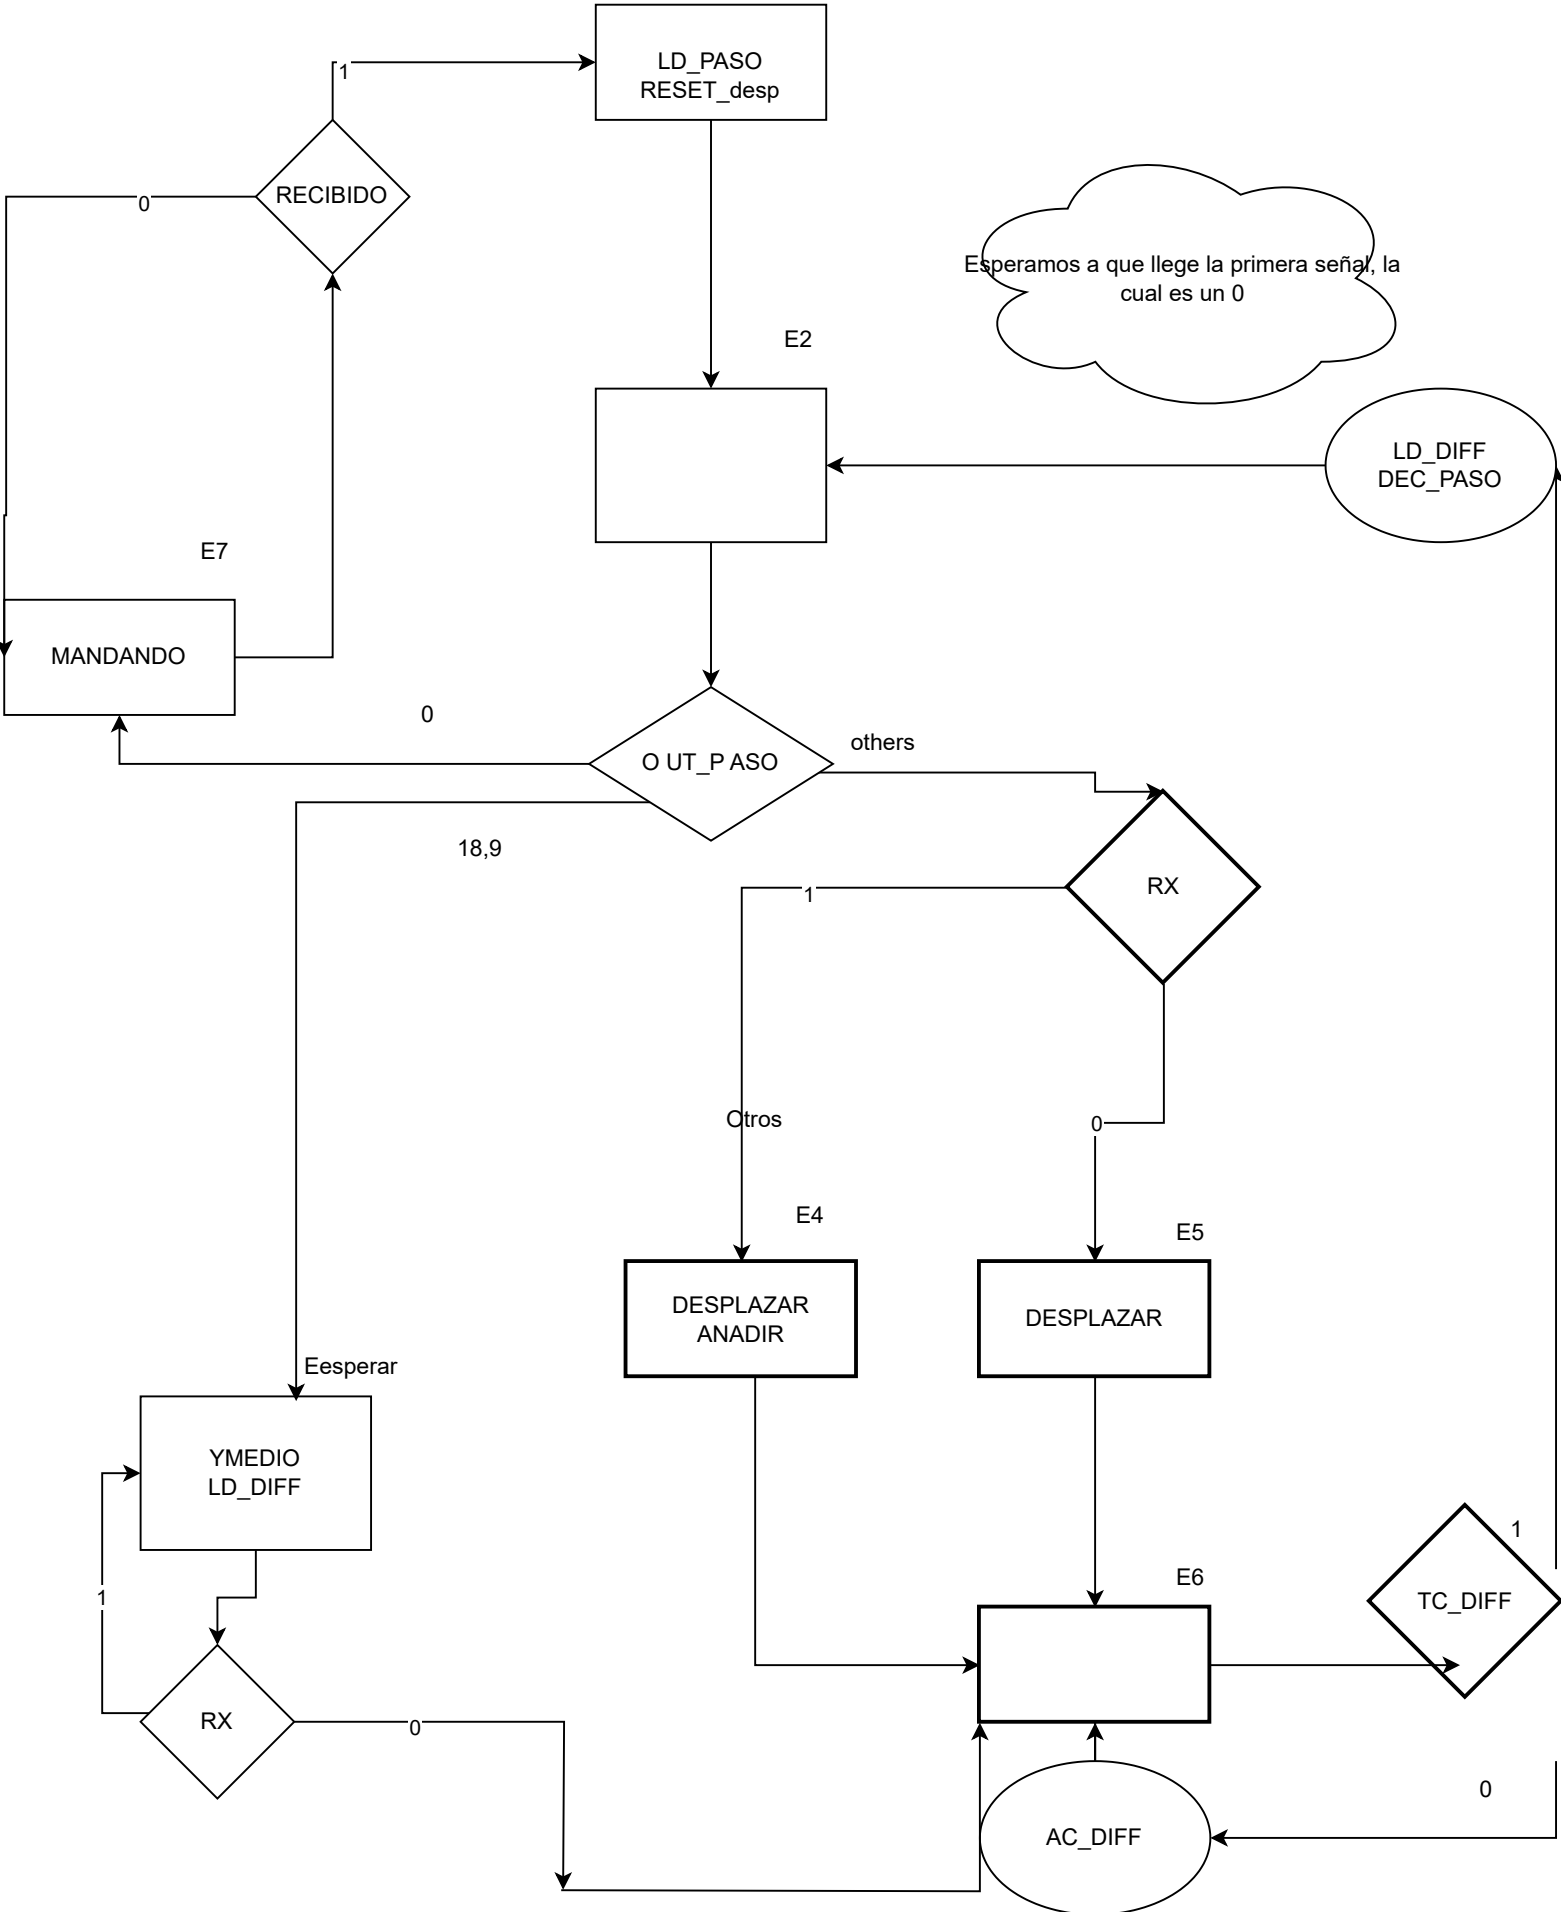 LD_PASO
RESET_desp
1
RECIBIDO
0
Esperamos a que llege la primera señal, la
cual es un 0
E2
LD_DIFF
DEC_PASO
E7
MANDANDO
0
others
O UT_P ASO
18,9
RX
1
Otros
0
E4
E5
DESPLAZAR
ANADIR
DESPLAZAR
Eesperar
YMEDIO
LD_DIFF
1
E6
1
TC_DIFF
RX
0
0
AC_DIFF